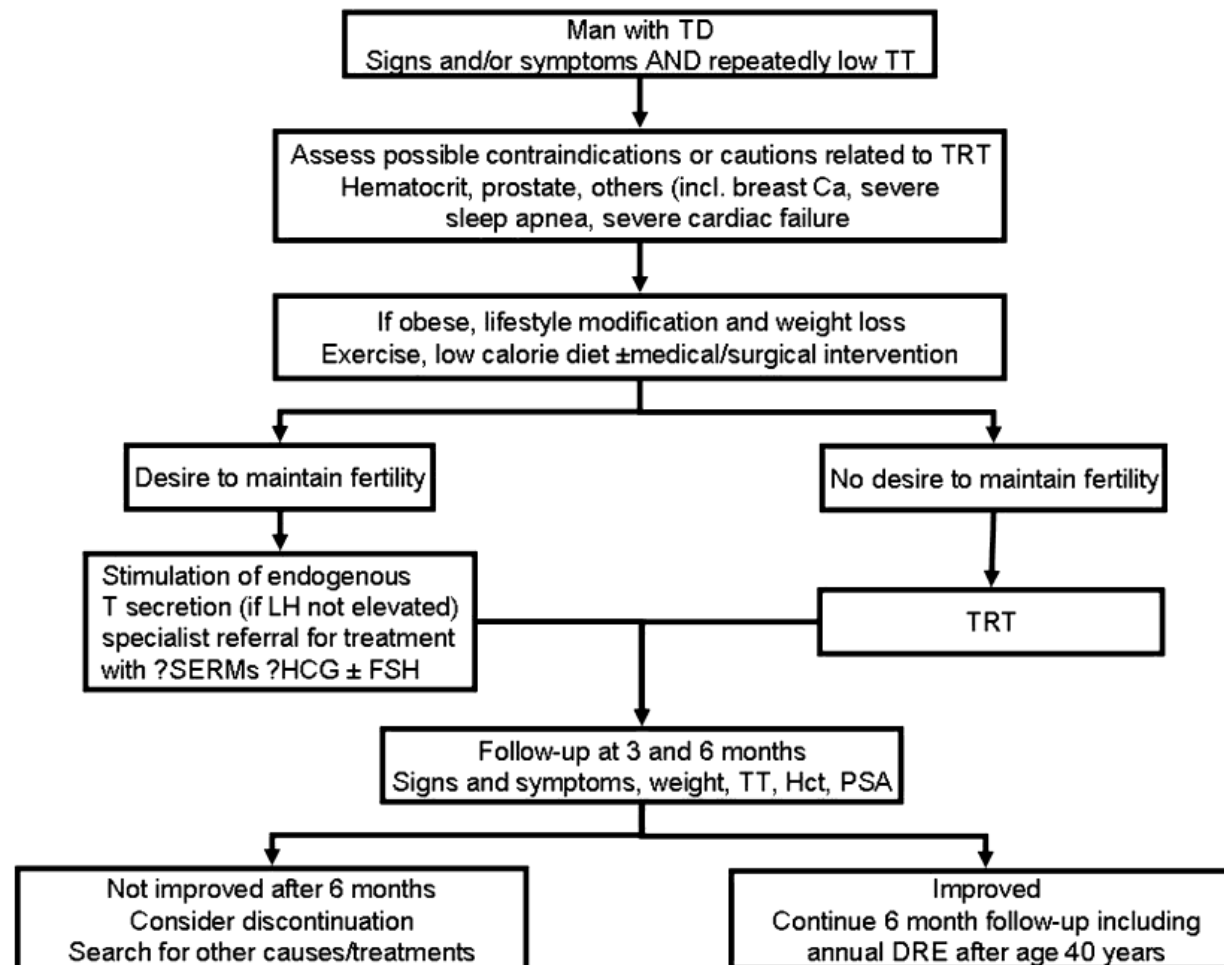 Man with TD
Signs and/or symptoms AND repeatedly low TT
Assess possible contraindications or cautions related to TRT
Hematocrit, prostate, others (incl. breast Ca, severe
sleep apnea, severe cardiac failure
If obese, lifestyle modification and weight loss
Exercise, low calorie diet ±medical/surgical intervention
Desire to maintain fertility
No desire to maintain fertility
Stimulation of endogenous
T secretion (if LH not elevated)
specialist referral for treatment
with ?SERMs ?HCG ± FSH
TRT
Follow-up at 3 and 6 months
Signs and symptoms, weight, TT, Hct, PSA
Not improved after 6 months
Consider discontinuation
Search for other causes/treatments
Improved
Continue 6 month follow-up including
annual DRE after age 40 years